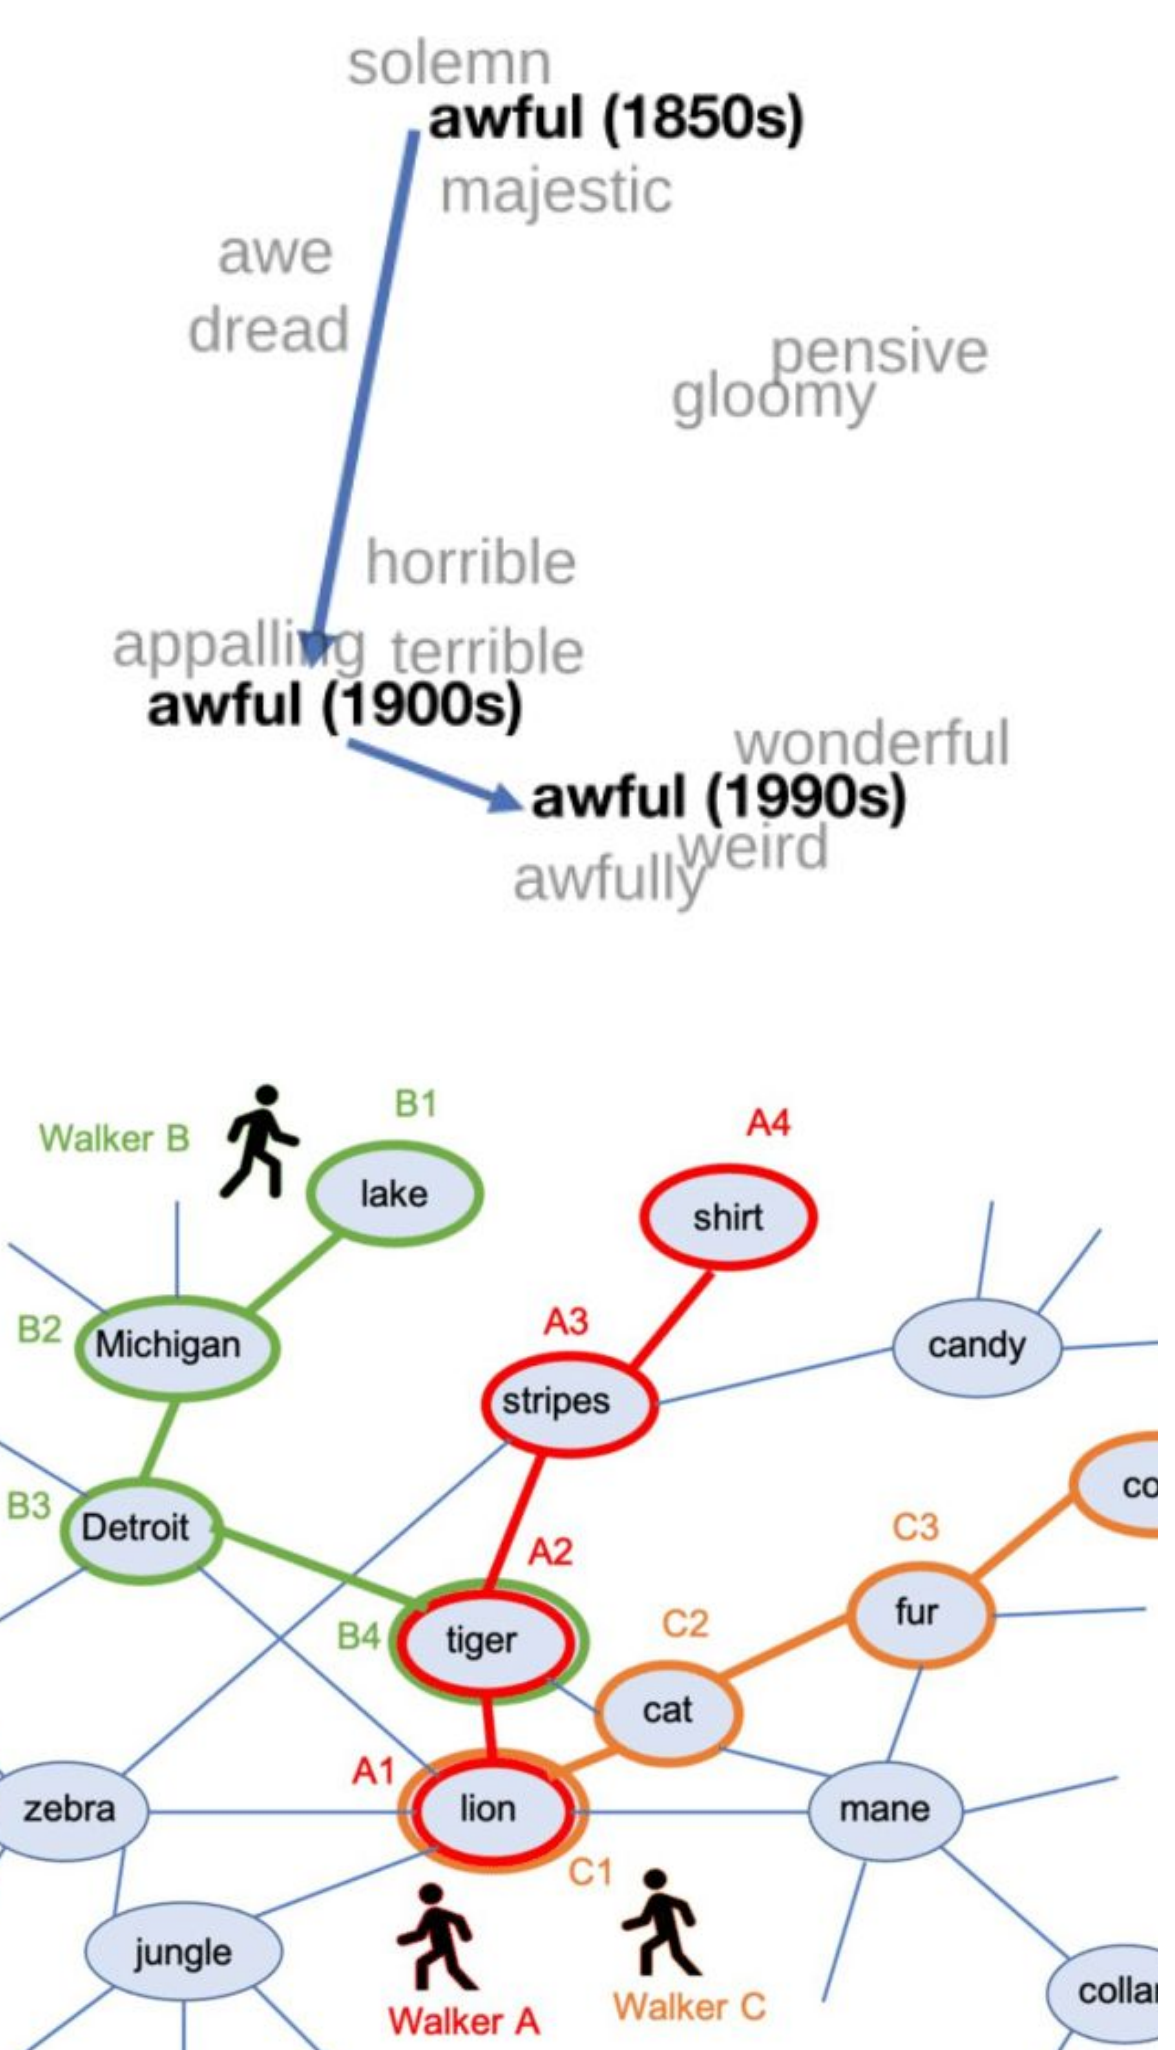 solemn
awful (1850s)
majestic
awe
dread
pensive
gloomy
horrible
appalling terrible
awful (1900s)
wonderful
awful (1990s)
weird
awfully
B1
A4
Walker B
lake
shirt
A3
B2
Michigan
candy
stripes
co
B3
Detroit
C3
A2
fur
B4
tiger
C2
cat
A1
zebra
lion
mane
C1
jungle
collar
Walker A
Walker C